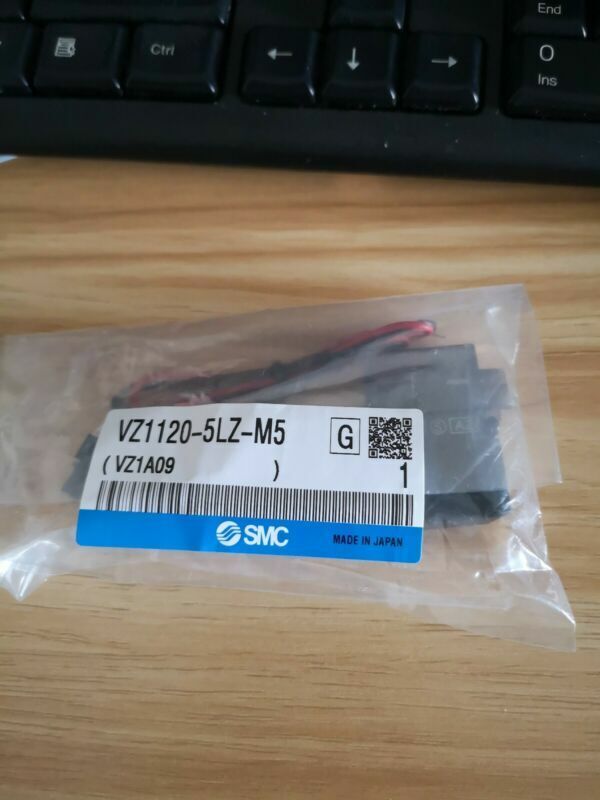 End
Ctrl
← ↓ →
0
Ins
VZ1120-5LZ-M5
G
(VZ1A09 )
1
SMC
MADE IN JAPAN